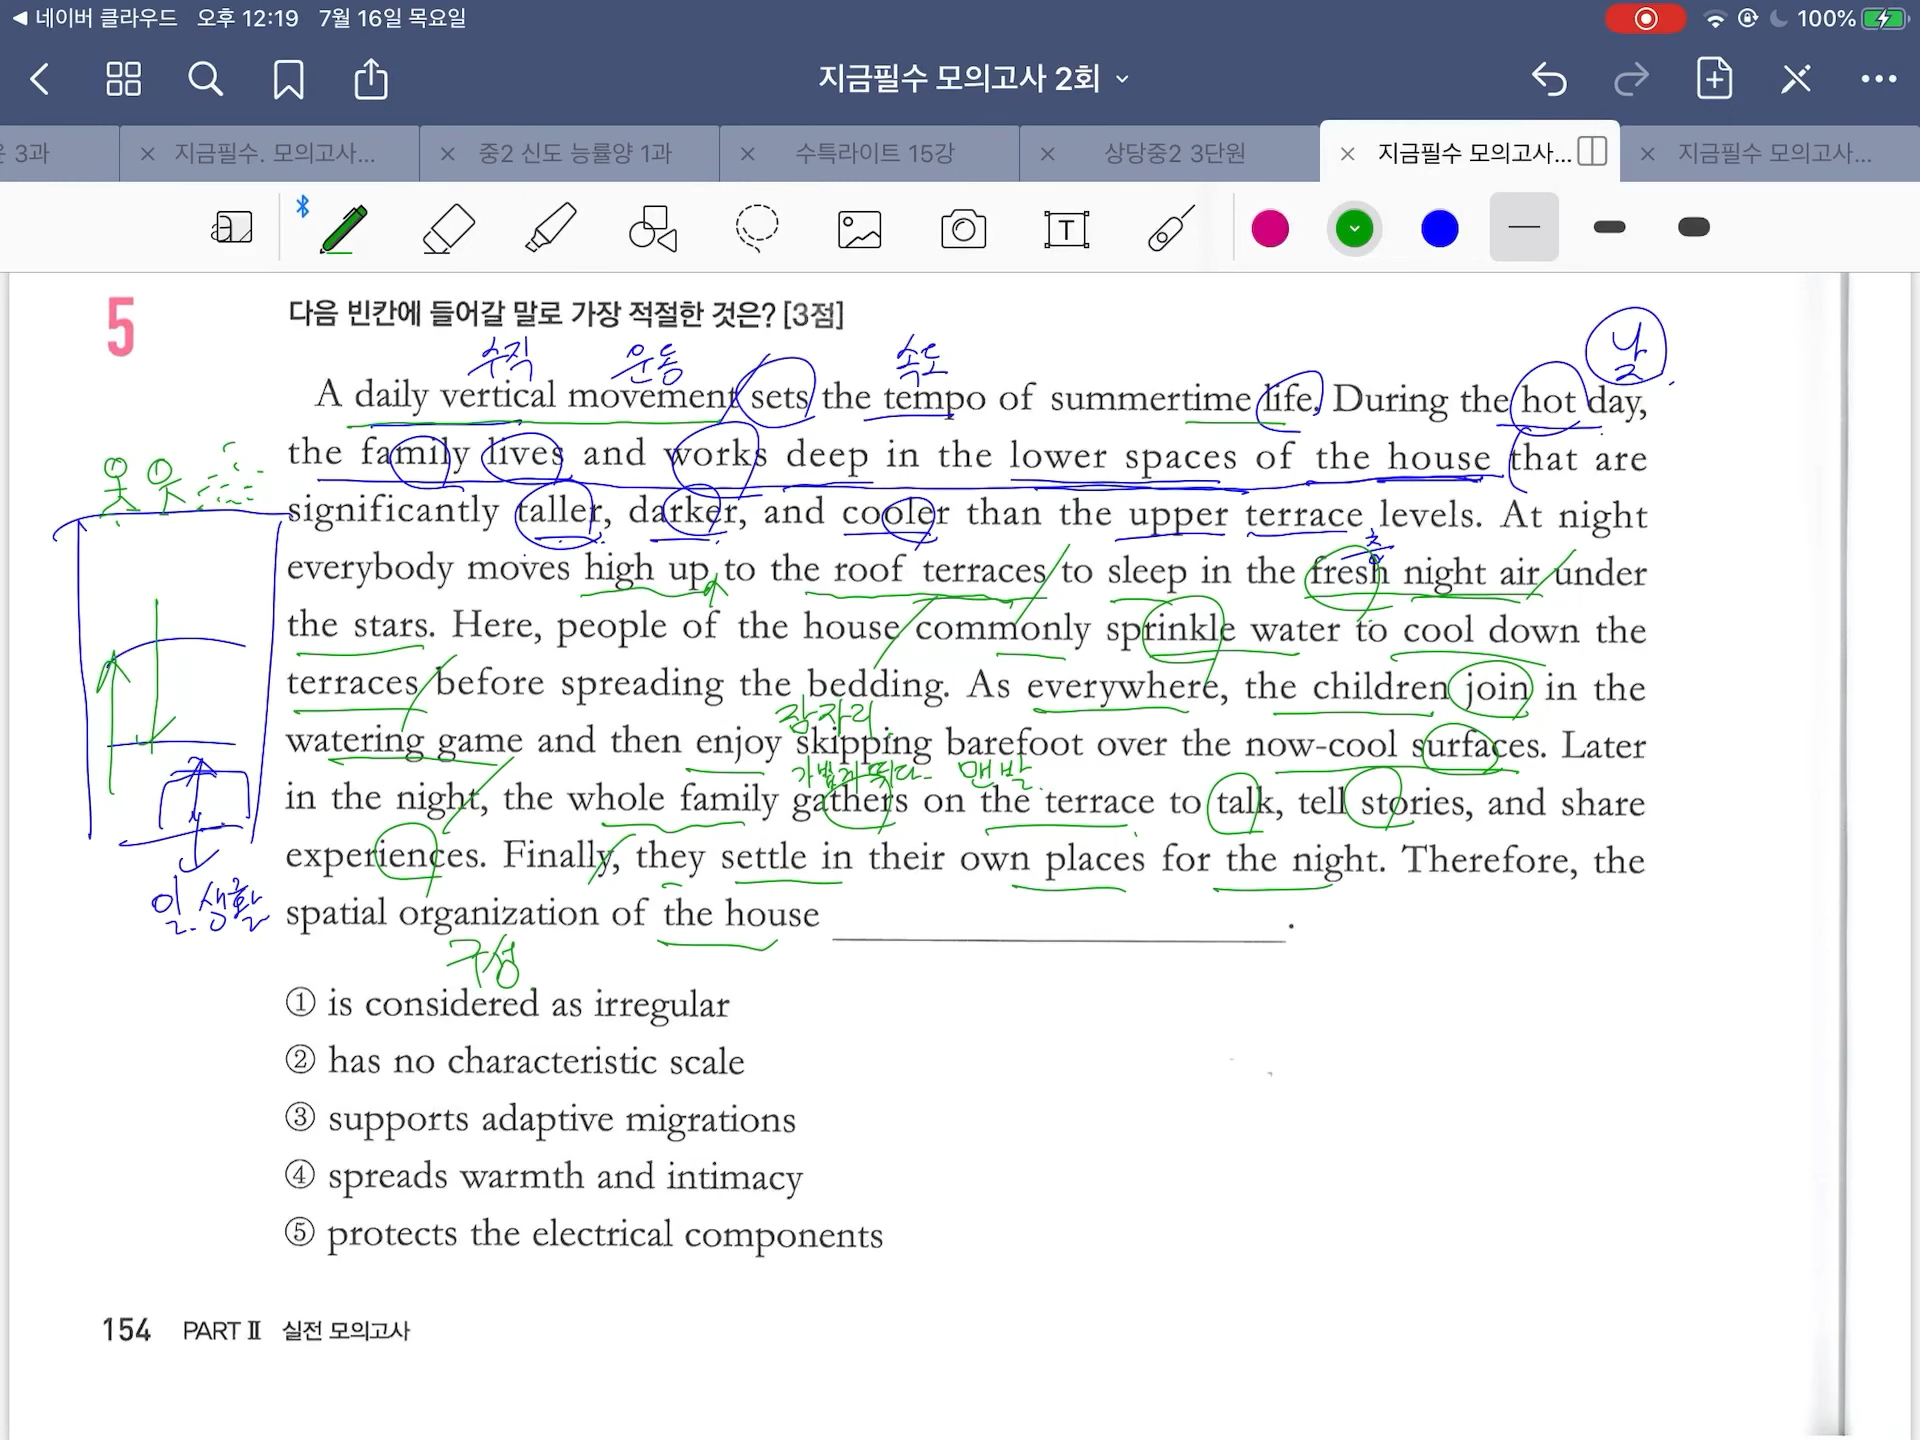 네이버 클라우드 오후 12:19 7월 16일 목요일 100%
지금필수 모의고사 2회
3과 지금필수. 모의고사... 중2 신도 능률양 1과 수특라이트 15강 상당중2 3단원 지금필수 모의고사... 지금필수 모의고사...
5 다음 빈칸에 들어갈 말로 가장 적절한 것은? [3점]
수직 운동 속도 낮
A daily vertical movement sets the tempo of summertime life. During the hot day,
the family lives and works deep in the lower spaces of the house that are
significantly taller, darker, and cooler than the upper terrace levels. At night
everybody moves high up to the roof terraces to sleep in the fresh night air under
the stars. Here, people of the house commonly sprinkle water to cool down the
terraces before spreading the bedding. As everywhere, the children join in the
잠자리
watering game and then enjoy skipping barefoot over the now-cool surfaces. Later
가볍게 뛰다 맨발
in the night, the whole family gathers on the terrace to talk, tell stories, and share
experiences. Finally, they settle in their own places for the night. Therefore, the
일. 생활
spatial organization of the house .
구성
① is considered as irregular
② has no characteristic scale
③ supports adaptive migrations
④ spreads warmth and intimacy
⑤ protects the electrical components
154 PART Ⅱ 실전 모의고사